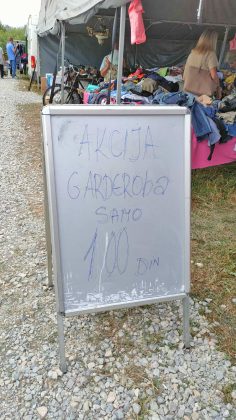 AKCIJA
GARDEROBA
SAMO
100 DIN